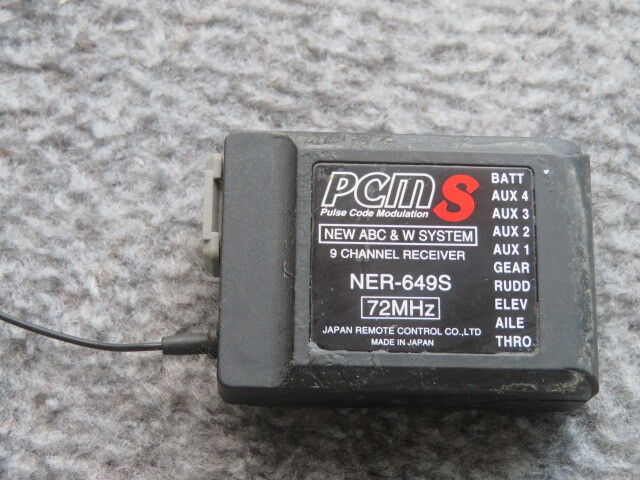 PCM S
Pulse Code Modulation
NEW ABC & W SYSTEM
9 CHANNEL RECEIVER
NER-649S
72MHz
JAPAN REMOTE CONTROL CO.,LTD
MADE IN JAPAN
BATT
AUX 4
AUX 3
AUX 2
AUX 1
GEAR
RUDD
ELEV
AILE
THRO